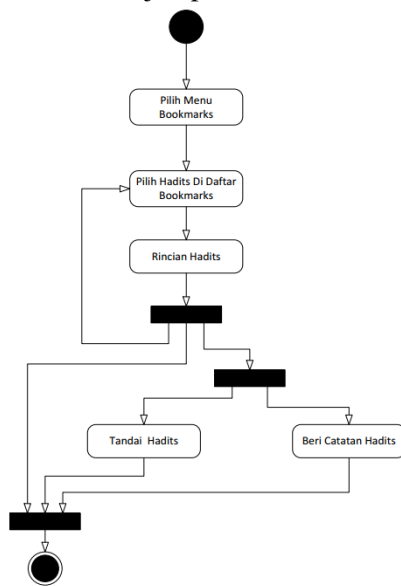 Pilih Menu
Bookmarks
Pilih Hadits Di Daftar
Bookmarks
Rincian Hadits
Tandai Hadits
Beri Catatan Hadits